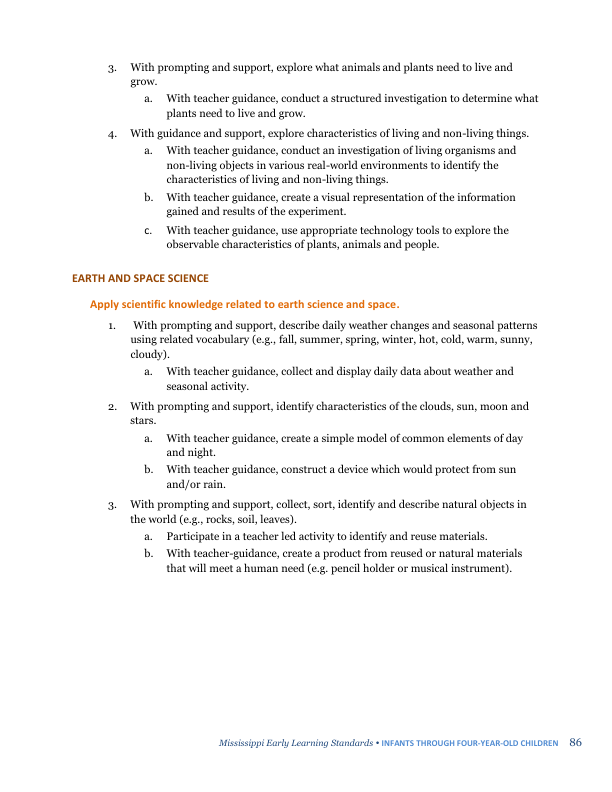 3. With prompting and support, explore what animals and plants need to live and
grow.
a. With teacher guidance, conduct a structured investigation to determine what
plants need to live and grow.
4. With guidance and support, explore characteristics of living and non-living things.
a. With teacher guidance, conduct an investigation of living organisms and
non-living objects in various real-world environments to identify the
characteristics of living and non-living things.
b. With teacher guidance, create a visual representation of the information
gained and results of the experiment.
c. With teacher guidance, use appropriate technology tools to explore the
observable characteristics of plants, animals and people.
EARTH AND SPACE SCIENCE
Apply scientific knowledge related to earth science and space.
1. With prompting and support, describe daily weather changes and seasonal patterns
using related vocabulary (e.g., fall, summer, spring, winter, hot, cold, warm, sunny,
cloudy).
a. With teacher guidance, collect and display daily data about weather and
seasonal activity.
2. With prompting and support, identify characteristics of the clouds, sun, moon and
stars.
a. With teacher guidance, create a simple model of common elements of day
and night.
b. With teacher guidance, construct a device which would protect from sun
and/or rain.
3. With prompting and support, collect, sort, identify and describe natural objects in
the world (e.g., rocks, soil, leaves).
a. Participate in a teacher led activity to identify and reuse materials.
b. With teacher-guidance, create a product from reused or natural materials
that will meet a human need (e.g. pencil holder or musical instrument).
Mississippi Early Learning Standards • INFANTS THROUGH FOUR-YEAR-OLD CHILDREN 86